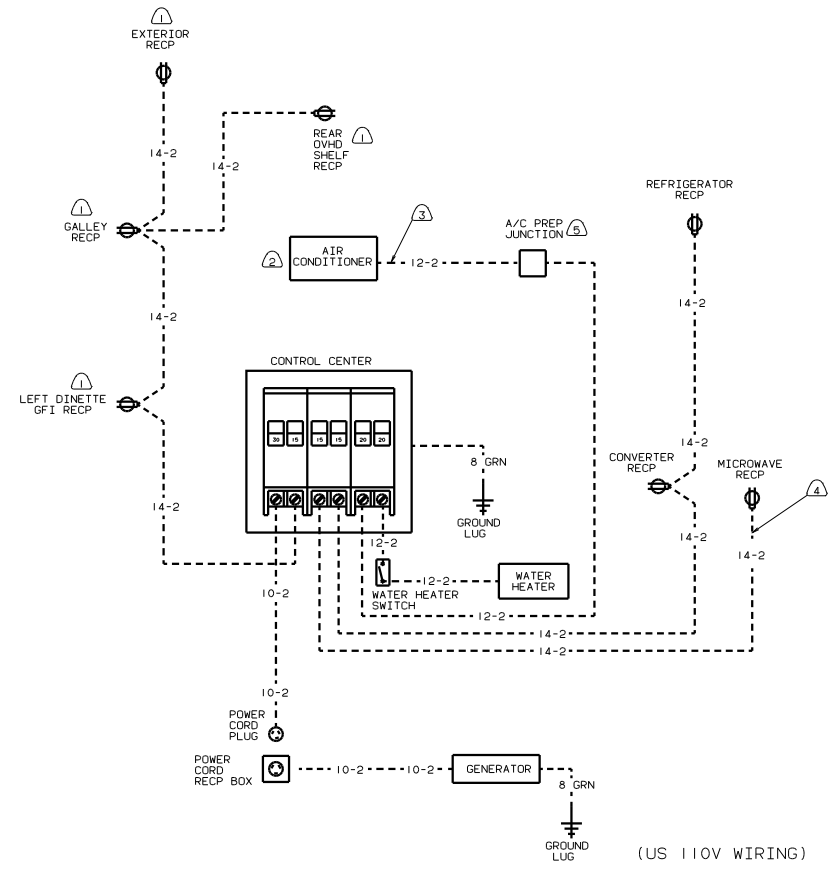 1
EXTERIOR
RECP
14-2
14-2
REAR
OVHD
SHELF
RECP
1
1
GALLEY
RECP
REFRIGERATOR
RECP
3
A/C PREP
JUNCTION
5
2
AIR
CONDITIONER
12-2
14-2
14-2
CONTROL CENTER
1
LEFT DINETTE
GFI RECP
30
15
15
15
20
20
8 GRN
GROUND
LUG
14-2
CONVERTER
RECP
MICROWAVE
RECP
4
14-2
14-2
14-2
12-2
12-2
WATER
HEATER
WATER HEATER
SWITCH
10-2
12-2
14-2
14-2
10-2
POWER
CORD
PLUG
POWER
CORD
RECP BOX
10-2
10-2
GENERATOR
8 GRN
GROUND
LUG
(US 110V WIRING)